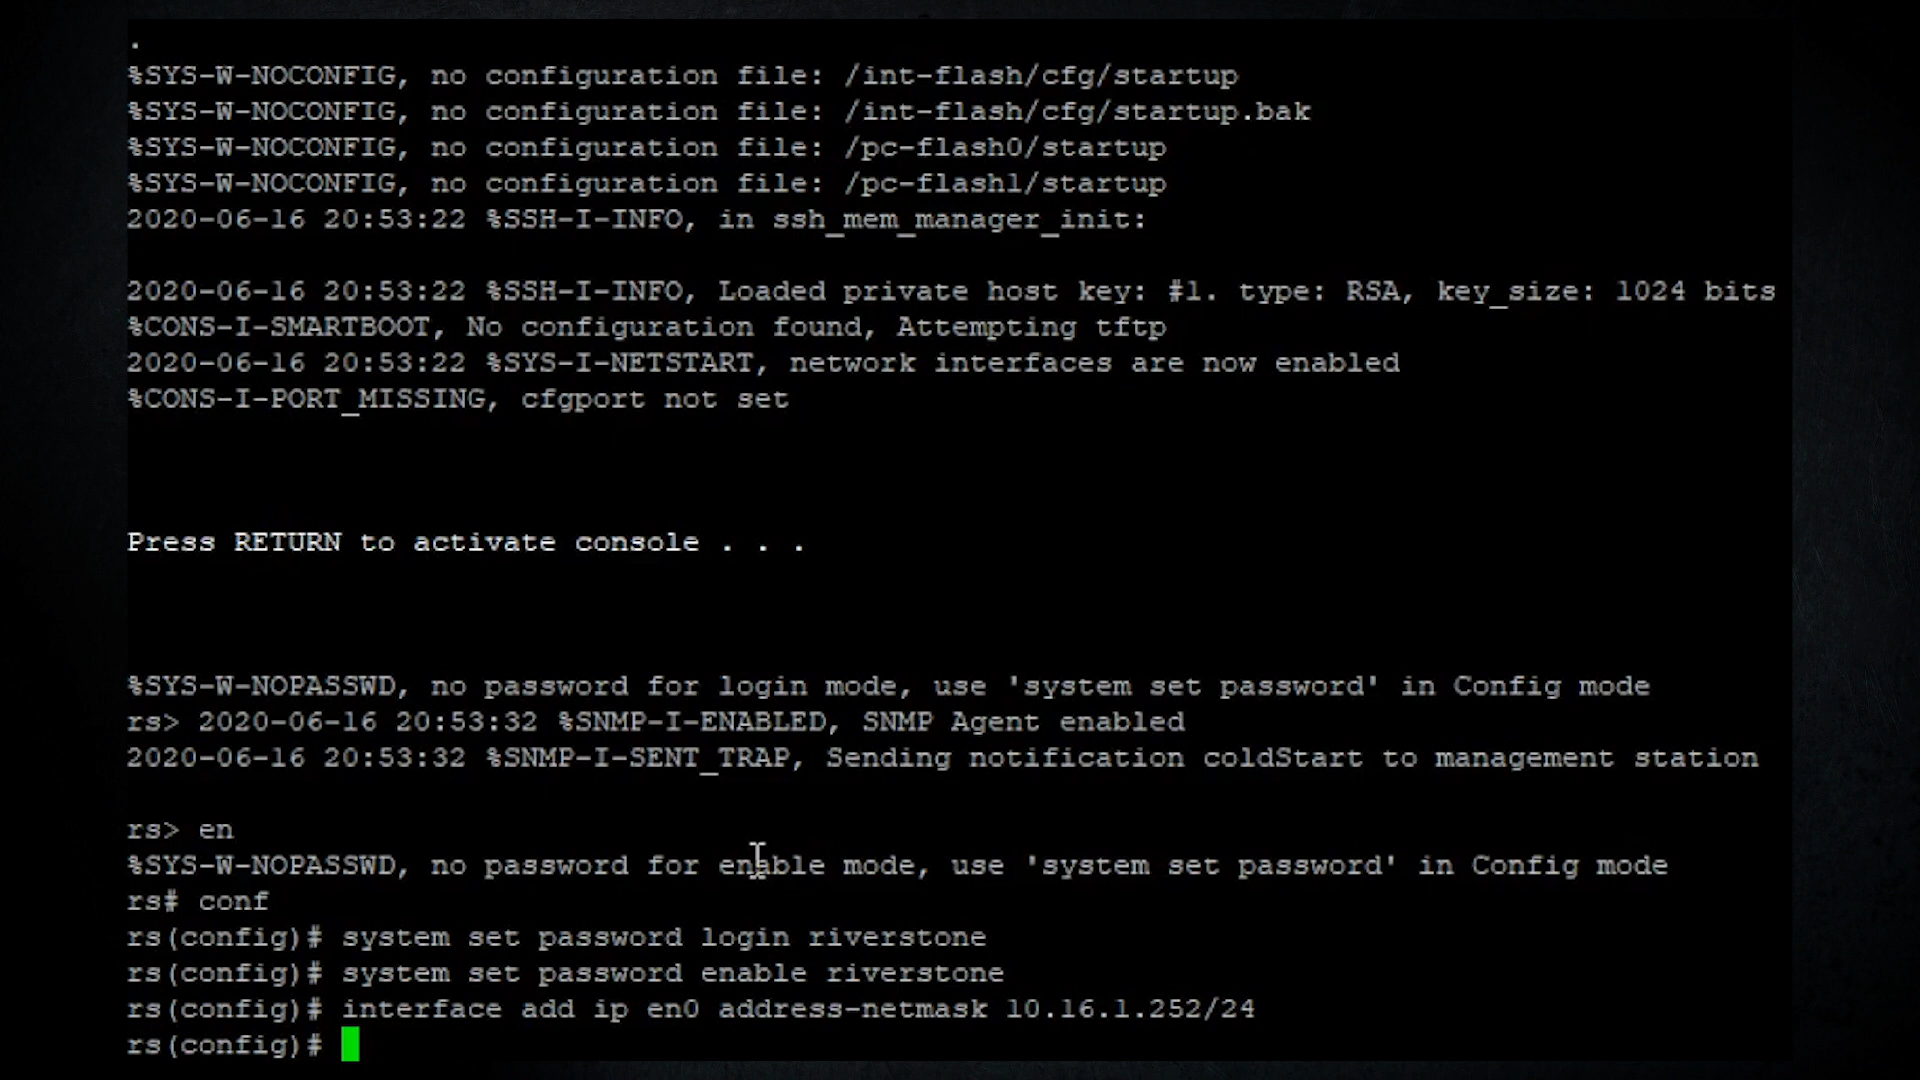 .
%SYS-W-NOCONFIG, no configuration file: /int-flash/cfg/startup
%SYS-W-NOCONFIG, no configuration file: /int-flash/cfg/startup.bak
%SYS-W-NOCONFIG, no configuration file: /pc-flash0/startup
%SYS-W-NOCONFIG, no configuration file: /pc-flash1/startup
2020-06-16 20:53:22 %SSH-I-INFO, in ssh_mem_manager_init:
2020-06-16 20:53:22 %SSH-I-INFO, Loaded private host key: #1. type: RSA, key_size: 1024 bits
%CONS-I-SMARTBOOT, No configuration found, Attempting tftp
2020-06-16 20:53:22 %SYS-I-NETSTART, network interfaces are now enabled
%CONS-I-PORT_MISSING, cfgport not set
Press RETURN to activate console . . .
%SYS-W-NOPASSWD, no password for login mode, use 'system set password' in Config mode
rs> 2020-06-16 20:53:32 %SNMP-I-ENABLED, SNMP Agent enabled
2020-06-16 20:53:32 %SNMP-I-SENT_TRAP, Sending notification coldStart to management station
rs> en
%SYS-W-NOPASSWD, no password for enable mode, use 'system set password' in Config mode
rs# conf
rs(config)# system set password login riverstone
rs(config)# system set password enable riverstone
rs(config)# interface add ip en0 address-netmask 10.16.1.252/24
rs(config)#